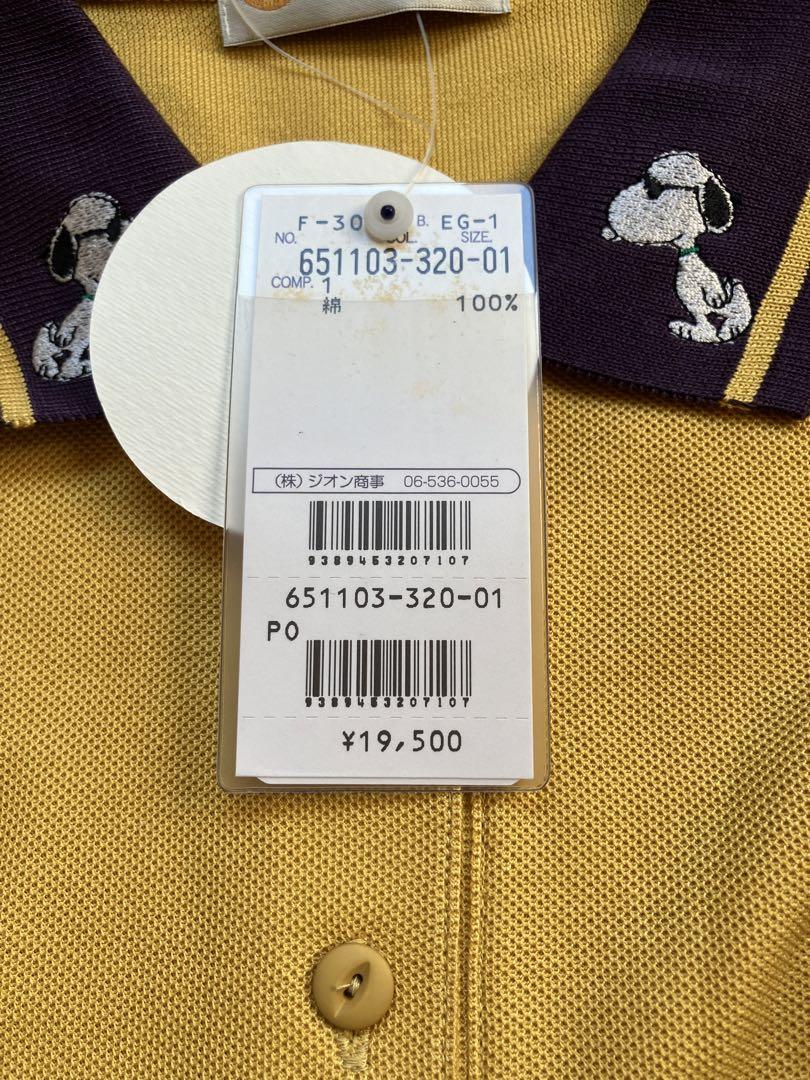 F-30 B. EG-1
NO. COL. SIZE.
651103-320-01
COMP. 1
綿 100%
(株)ジオン商事 06-536-0055
9389453207107
651103-320-01
PO
9389453207107
¥19,500